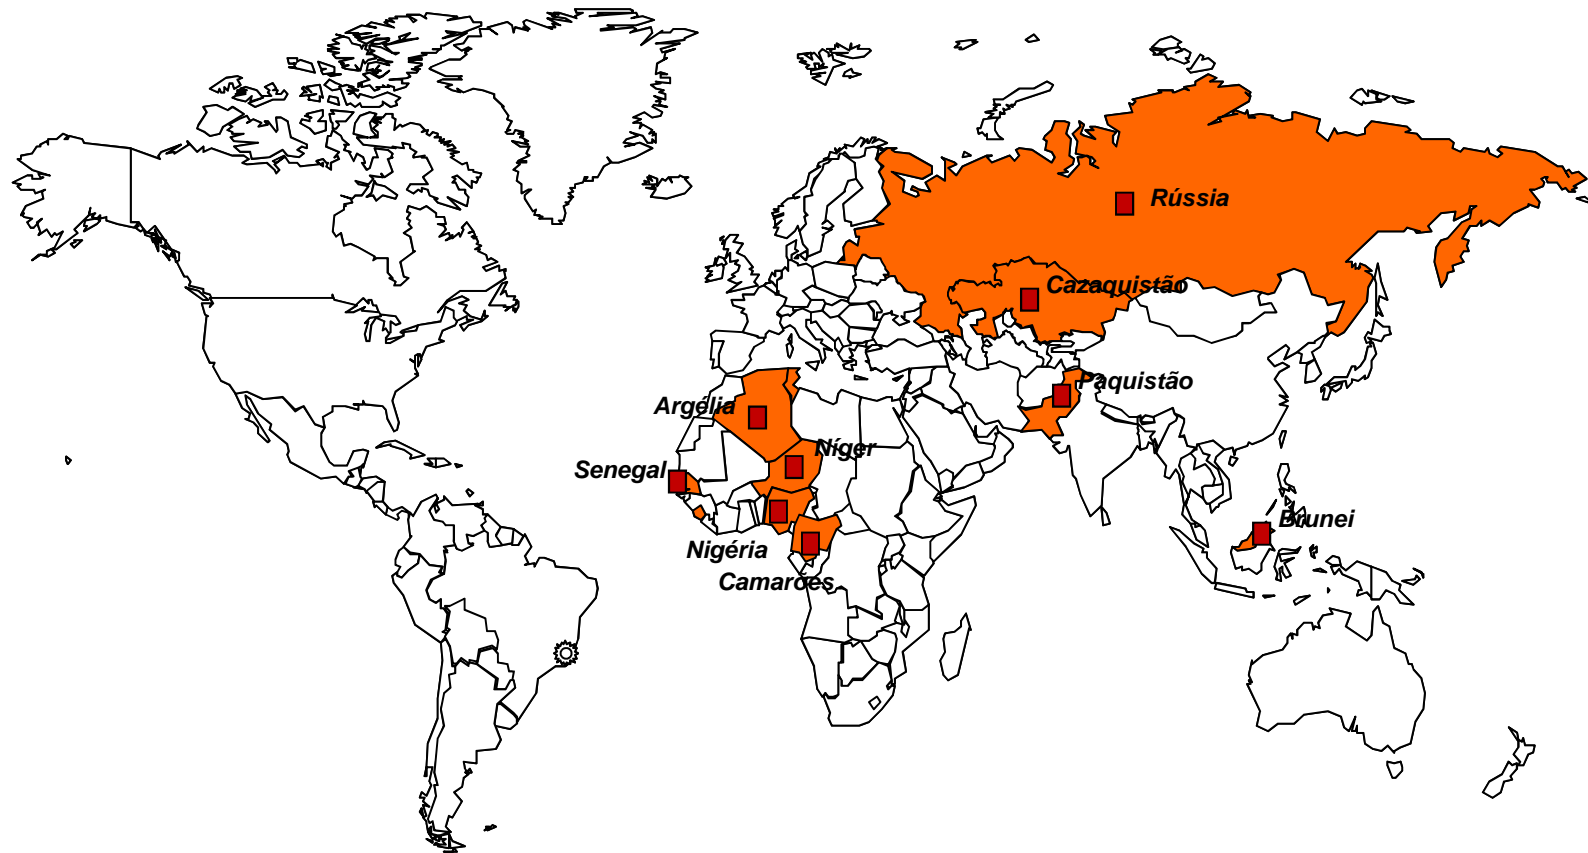 Rússia
Cazaquistão
Paquistão
Argélia
Níger
Senegal
Brunei
Nigéria
Camarões